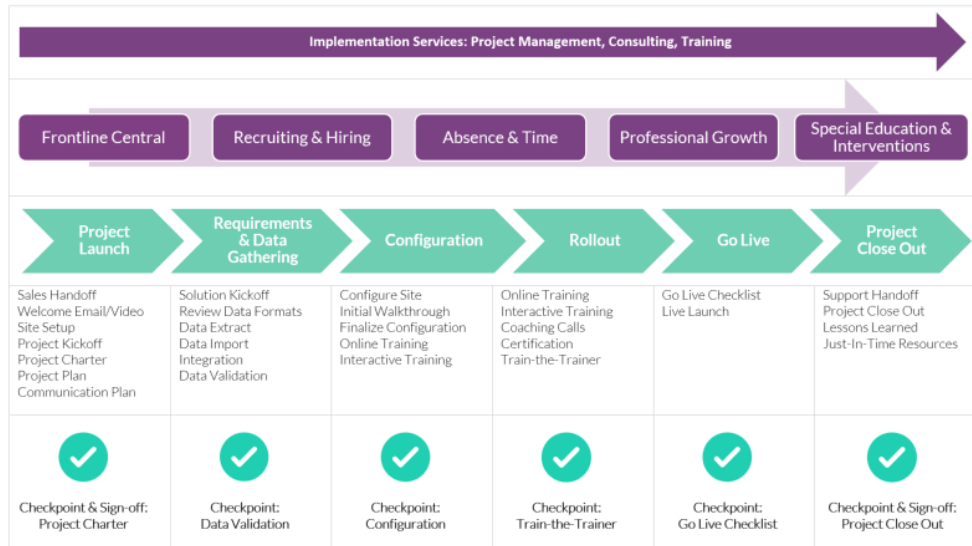 Implementation Services: Project Management, Consulting, Training
Frontline Central
Recruiting & Hiring
Absence & Time
Professional Growth
Special Education &
Interventions
Project
Launch
Requirements
& Data
Gathering
Configuration
Rollout
Go Live
Project
Close Out
Sales Handoff
Welcome Email/Video
Site Setup
Project Kickoff
Project Charter
Project Plan
Communication Plan
Solution Kickoff
Review Data Formats
Data Extract
Data Import
Integration
Data Validation
Configure Site
Initial Walkthrough
Finalize Configuration
Online Training
Interactive Training
Online Training
Interactive Training
Coaching Calls
Certification
Train-the-Trainer
Go Live Checklist
Live Launch
Support Handoff
Project Close Out
Lessons Learned
Just-In-Time Resources
Checkpoint & Sign-off:
Project Charter
Checkpoint:
Data Validation
Checkpoint:
Configuration
Checkpoint:
Train-the-Trainer
Checkpoint:
Go Live Checklist
Checkpoint & Sign-off:
Project Close Out